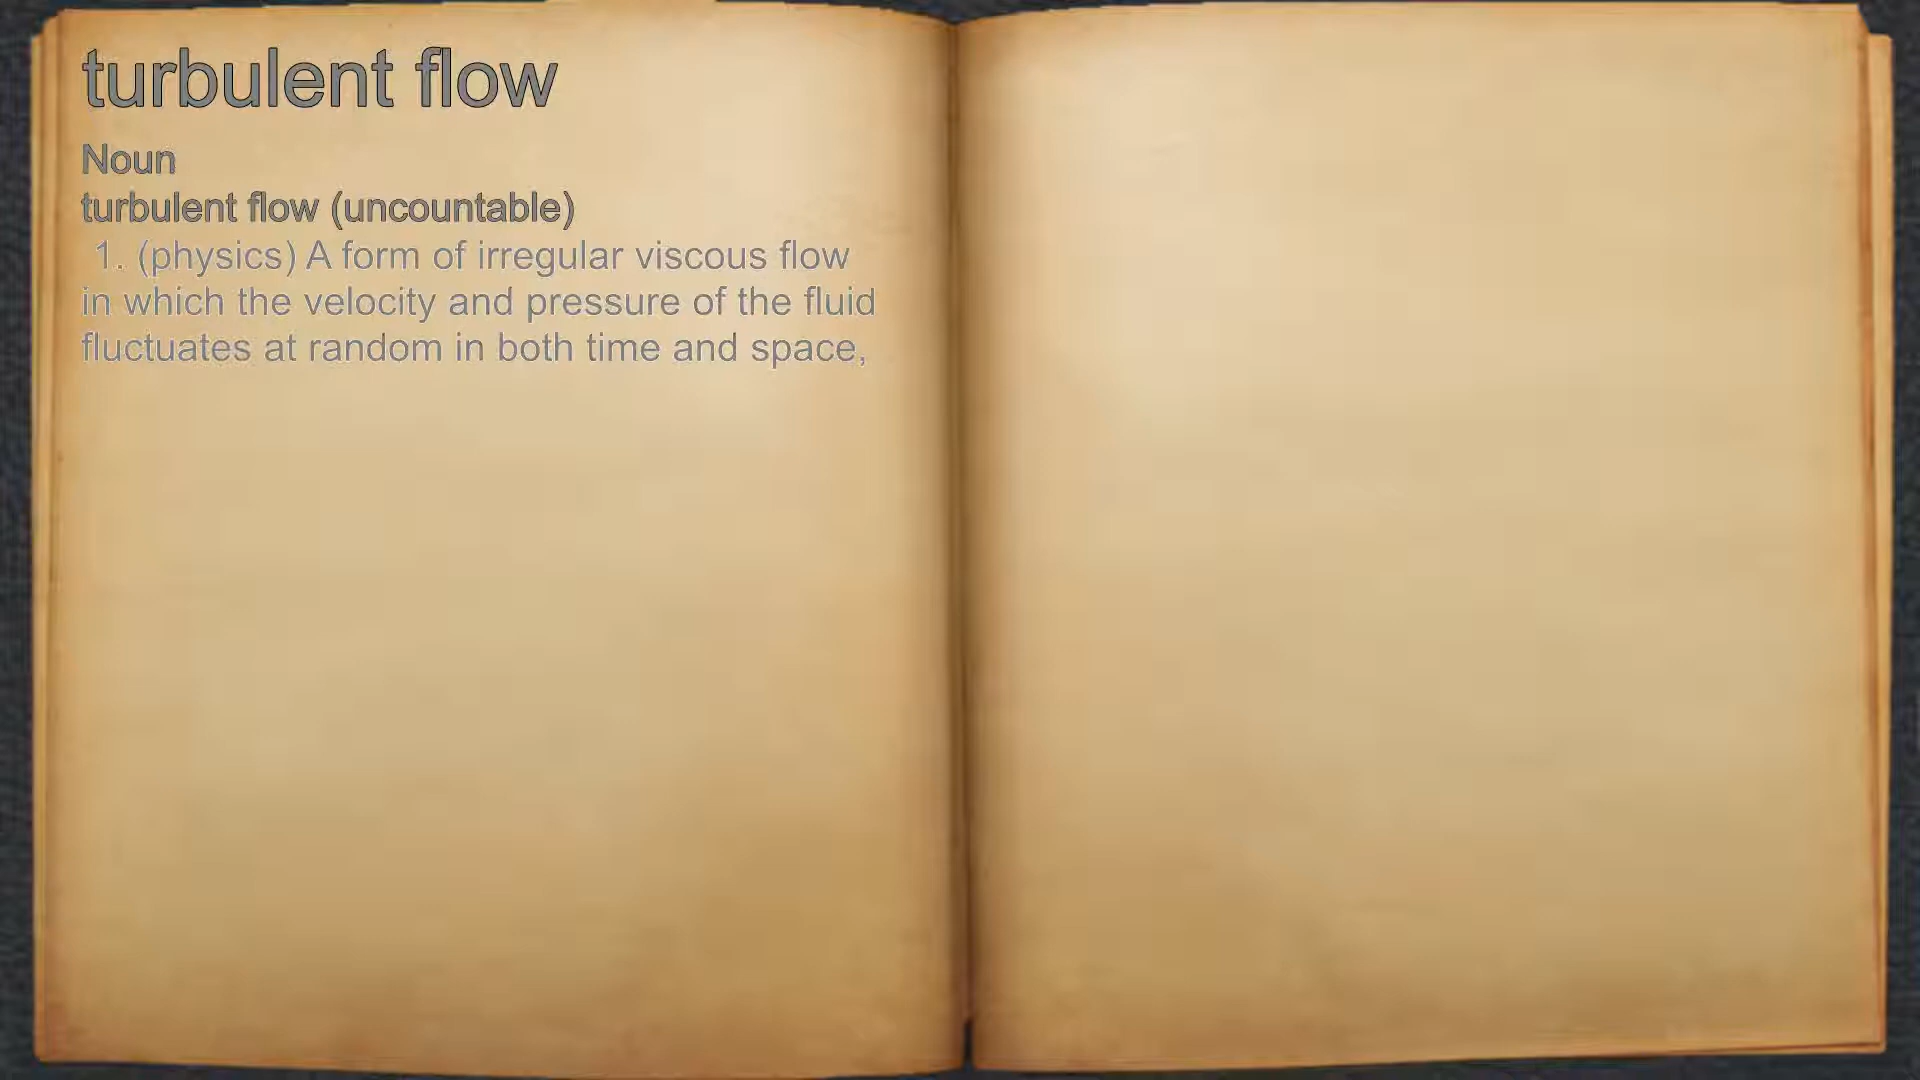 turbulent flow
Noun
turbulent flow (uncountable)
1. (physics) A form of irregular viscous flow
in which the velocity and pressure of the fluid
fluctuates at random in both time and space,